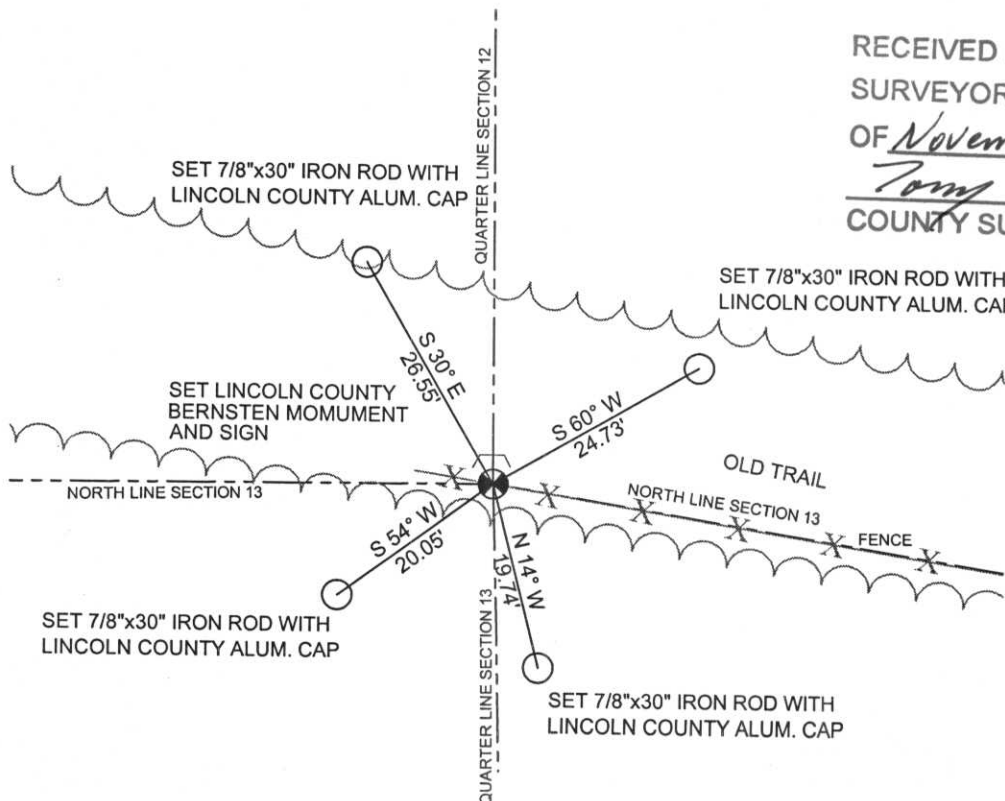 RECEIVED
SURVEYOR
OF Novem
Tony
COUNTY SU
QUARTER LINE SECTION 12
SET 7/8"x30" IRON ROD WITH
LINCOLN COUNTY ALUM. CAP
SET 7/8"x30" IRON ROD WITH
LINCOLN COUNTY ALUM. CAP
S 30° E
26.55'
S 60° W
24.73'
SET LINCOLN COUNTY
BERNSTEN MOMUMENT
AND SIGN
OLD TRAIL
NORTH LINE SECTION 13
NORTH LINE SECTION 13
X X X X X X
FENCE
S 54° W
20.05'
N 14° W
19.74'
SET 7/8"x30" IRON ROD WITH
LINCOLN COUNTY ALUM. CAP
QUARTER LINE SECTION 13
SET 7/8"x30" IRON ROD WITH
LINCOLN COUNTY ALUM. CAP